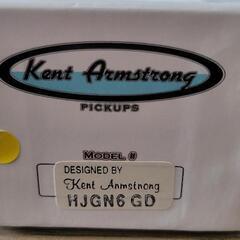 Kent Armstrong
PICKUPS
MODEL #
DESIGNED BY
Kent Armstrong
HJGN6 GD